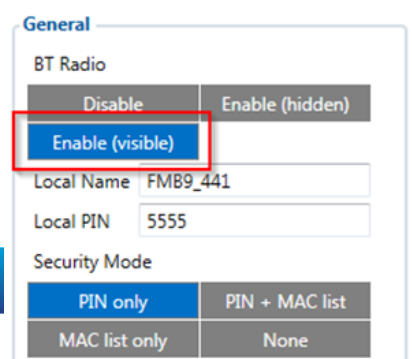 General
BT Radio
Disable Enable (hidden)
Enable (visible)
Local Name FMB9_441
Local PIN 5555
Security Mode
PIN only PIN + MAC list
MAC list only None